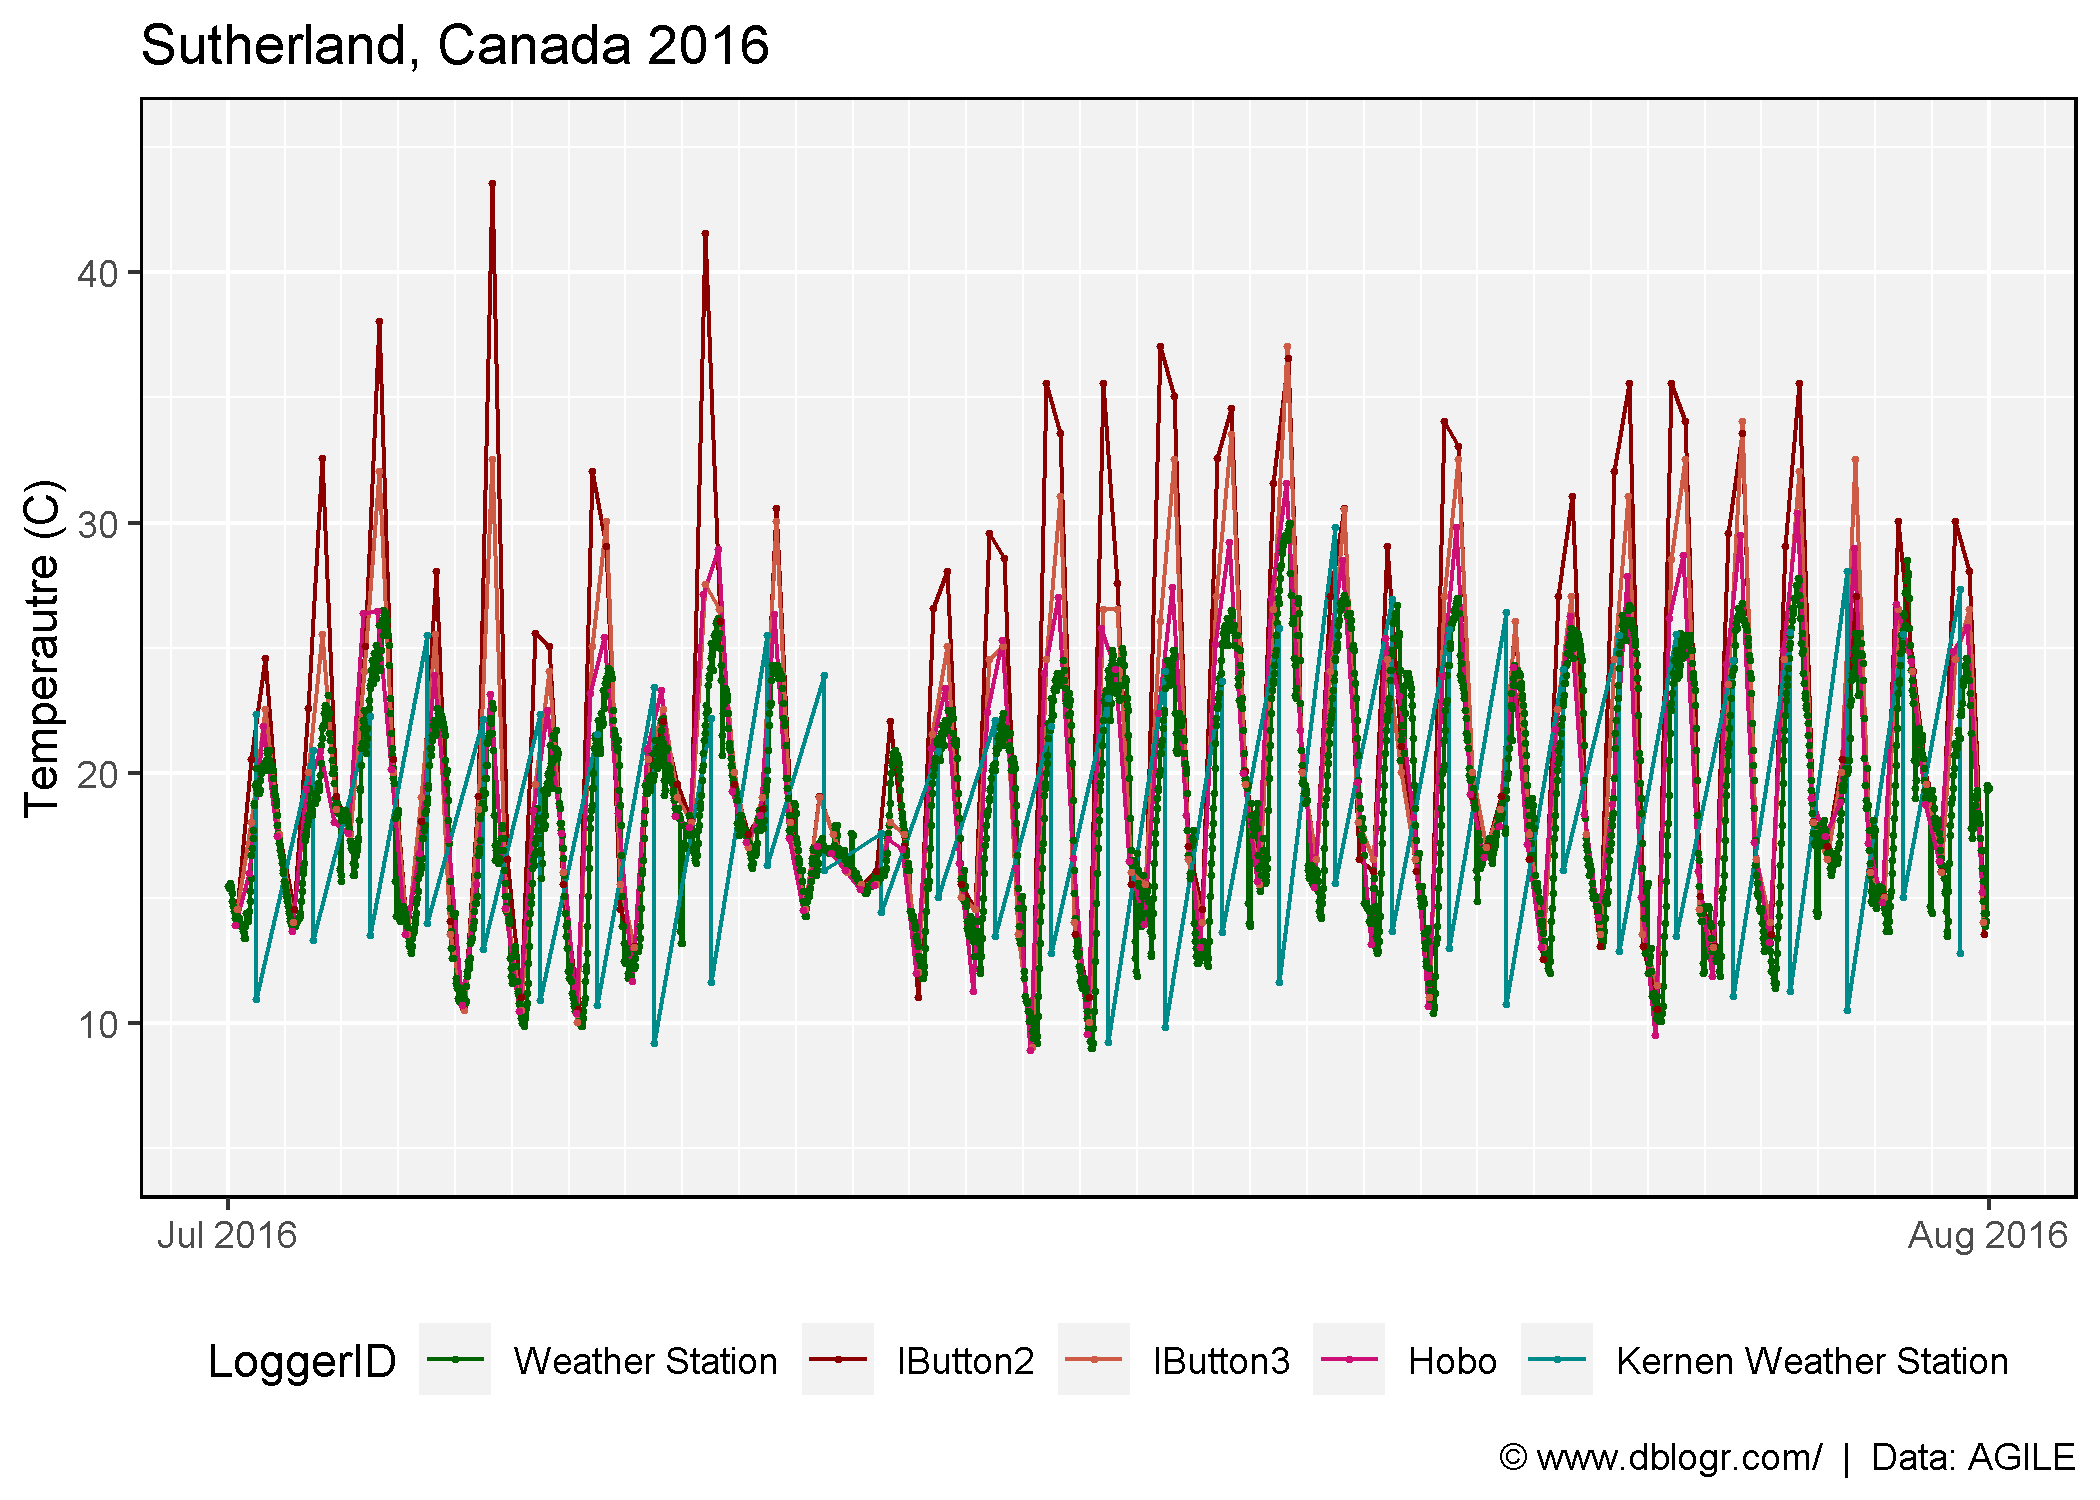 Sutherland, Canada 2016
Temperautre (C)
40
30
20
10
Jul 2016 Aug 2016
LoggerID Weather Station IButton2 IButton3 Hobo Kernen Weather Station
© www.dblogr.com/ | Data: AGILE